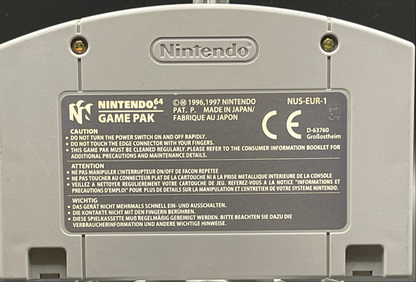 Nintendo
NINTENDO 64
GAME PAK
©Ⓜ 1996,1997 NINTENDO
PAT. P. MADE IN JAPAN/
FABRIQUE AU JAPON
NUS-EUR-1
CE
D-63760
Großostheim
CAUTION
• DO NOT TURN THE POWER SWITCH ON AND OFF RAPIDLY.
• DO NOT TOUCH THE EDGE CONNECTOR WITH YOUR FINGERS.
• THIS GAME PAK MUST BE CLEANED REGULARLY. PLEASE REFER TO THE CONSUMER INFORMATION BOOKLET FOR
ADDITIONAL PRECAUTIONS AND MAINTENANCE DETAILS.
ATTENTION
• NE PAS MANIPULER L'INTERRUPTEUR ON/OFF DE FACON REPETEE
• NE PAS TOUCHER AU CONNECTEUR PLAT DE LA CARTOUCHE NI A LA PRISE METALLIQUE INTERIEURE DE LA CONSOLE
• VEILLEZ A NETTOYER REGULIEREMENT VOTRE CARTOUCHE DE JEU. REFEREZ-VOUS A LA NOTICE "INFORMATIONS ET
PRECAUTIONS D'EMPLOI" POUR PLUS DE DETAILS SUR LA MANIPULATION ET L'ENTRETIEN DE VOTRE SYSTÈME NINTENDO.
WICHTIG
• DAS GERÄT NICHT MEHRMALS SCHNELL EIN- UND AUSSCHALTEN.
• DIE KONTAKTE NICHT MIT DEN FINGERN BERÜHREN.
• DIESE SPIELKASSETTE MUß REGELMÄßIG GEREINIGT WERDEN. BITTE BEACHTEN SIE DAZU DIE
VERBRAUCHERINFORMATION UND ANDERE WICHTIGE HINWEISE.